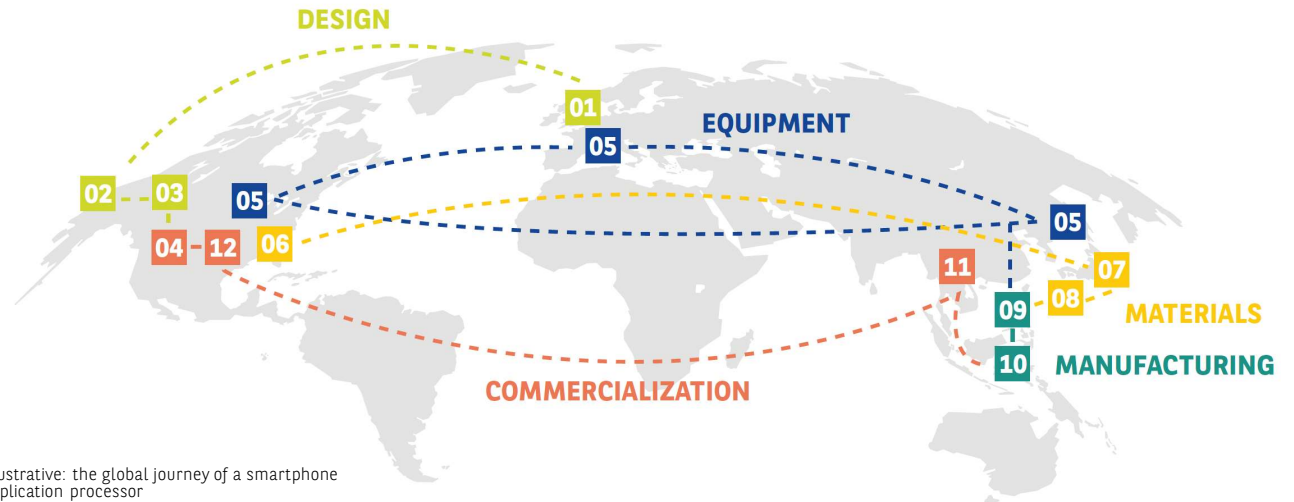 DESIGN
01
EQUIPMENT
05
02
03
05
05
04
12
06
11
07
08
09
MATERIALS
10
MANUFACTURING
COMMERCIALIZATION
ustrative: the global journey of a smartphone
plication processor